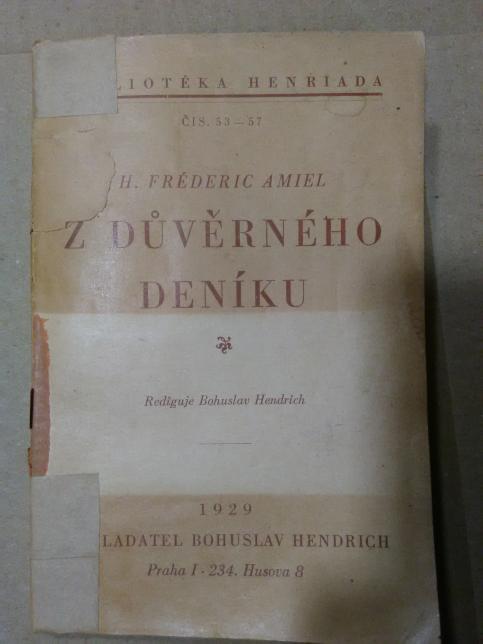 LIOTÉKA HENRIADA
ČIS. 53—57
H. FRÉDERIC AMIEL
Z DŮVĚRNÉHO
DENÍKU
Rediguje Bohuslav Hendrich
1929
LADATEL BOHUSLAV HENDRICH
Praha I - 234. Husova 8